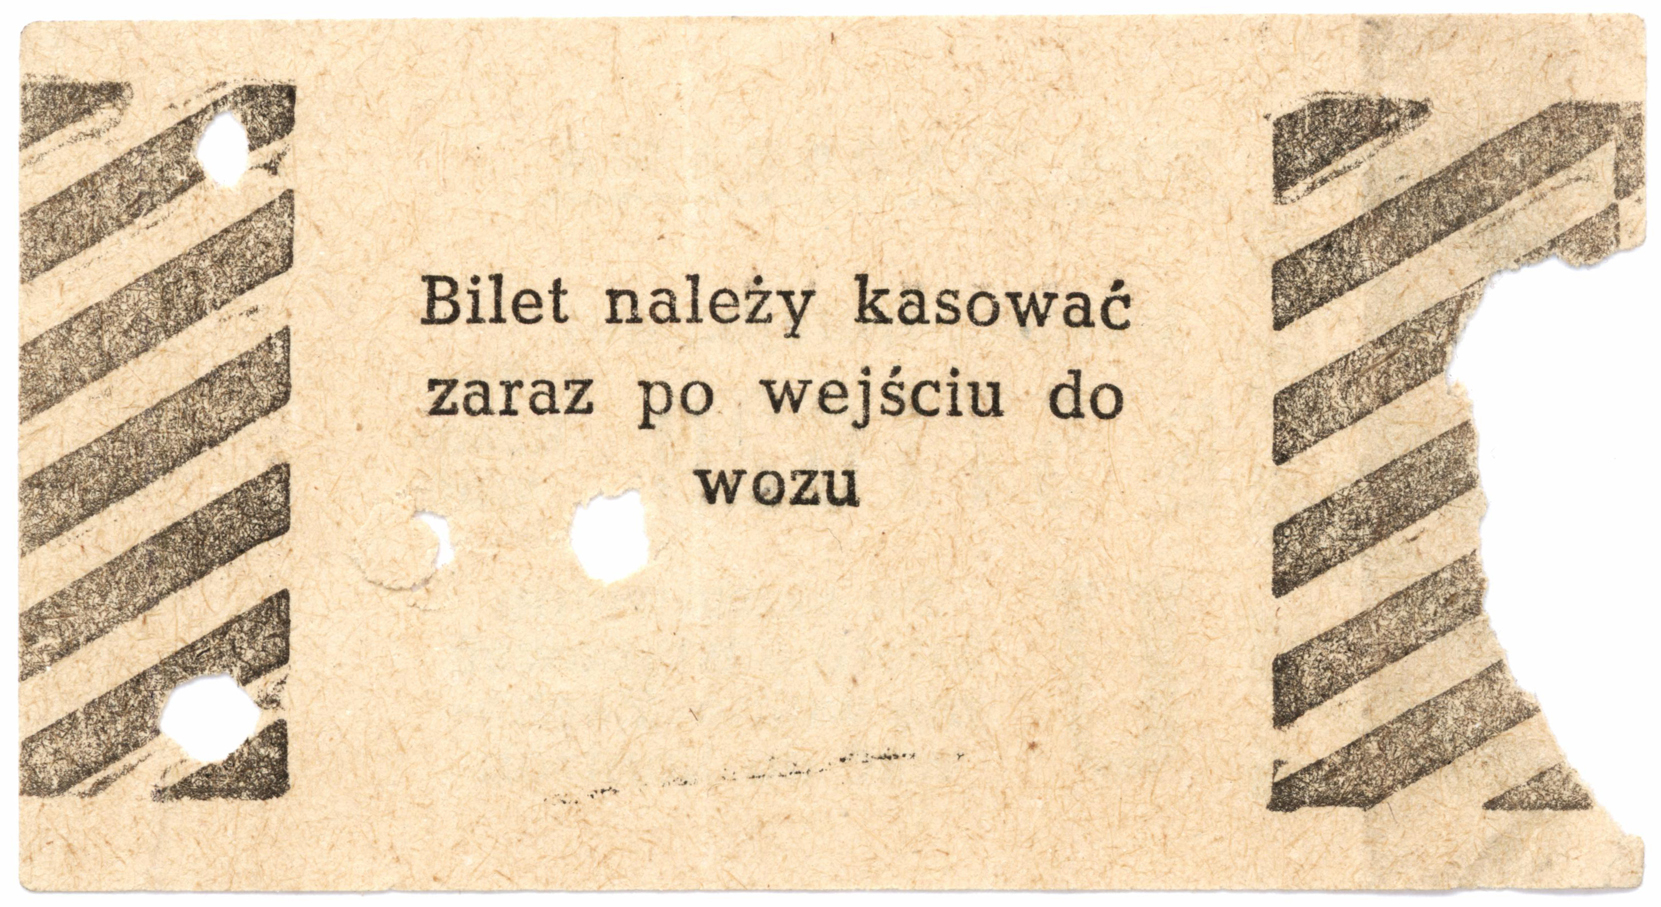 Bilet należy kasować
zaraz po wejściu do
wozu